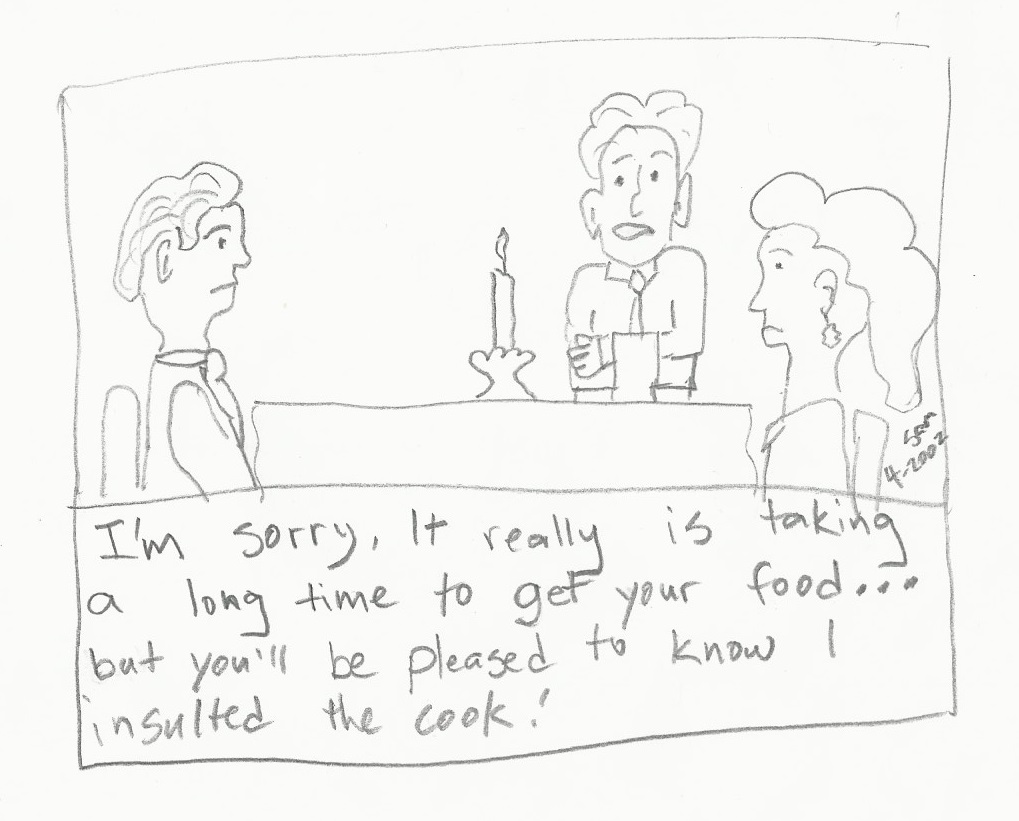 Sam
4-2002
I'm sorry. It really is taking
a long time to get your food...
but you'll be pleased to know I
insulted the cook!